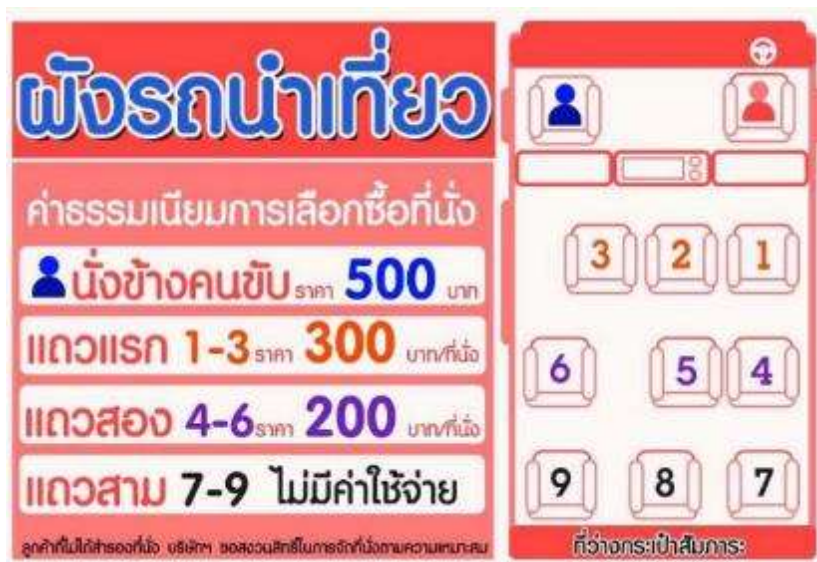 ผังรถนำเที่ยว
ค่าธรรมเนียมการเลือกซื้อที่นั่ง
นั่งข้างคนขับ ราคา 500 บาท
แถวแรก 1-3 ราคา 300 บาท/ที่นั่ง
แถวสอง 4-6 ราคา 200 บาท/ที่นั่ง
แถวสาม 7-9 ไม่มีค่าใช้จ่าย
ลูกค้าที่ไม่ได้สำรองที่นั่ง บริษัทฯ ขอสงวนสิทธิ์ในการจัดที่นั่งตามความเหมาะสม
3 2 1
6 5 4
9 8 7
ที่ว่างกระเป๋าสัมภาระ